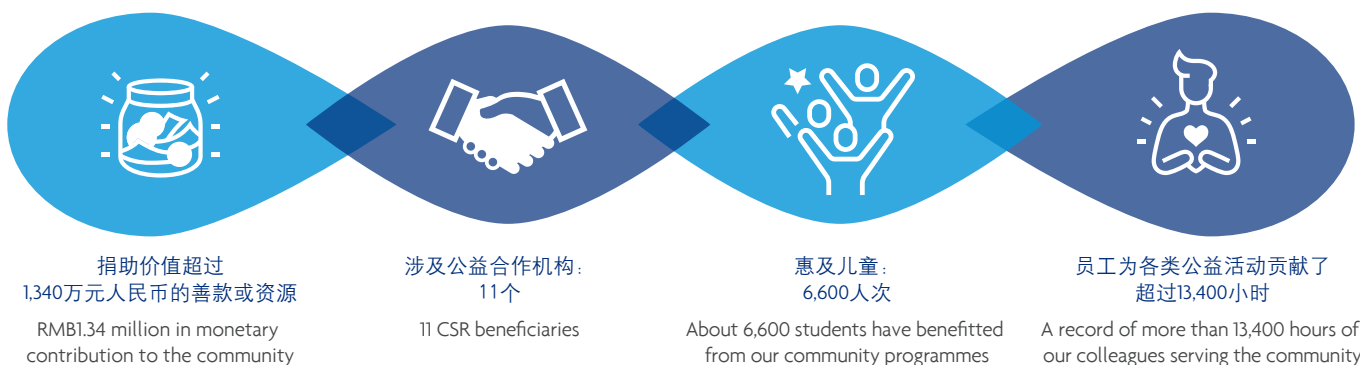 捐助价值超过
1,340万元人民币的善款或资源
RMB1.34 million in monetary
contribution to the community
涉及公益合作机构：
11个
11 CSR beneficiaries
惠及儿童：
6,600人次
About 6,600 students have benefitted
from our community programmes
员工为各类公益活动贡献了
超过13,400小时
A record of more than 13,400 hours of
our colleagues serving the community